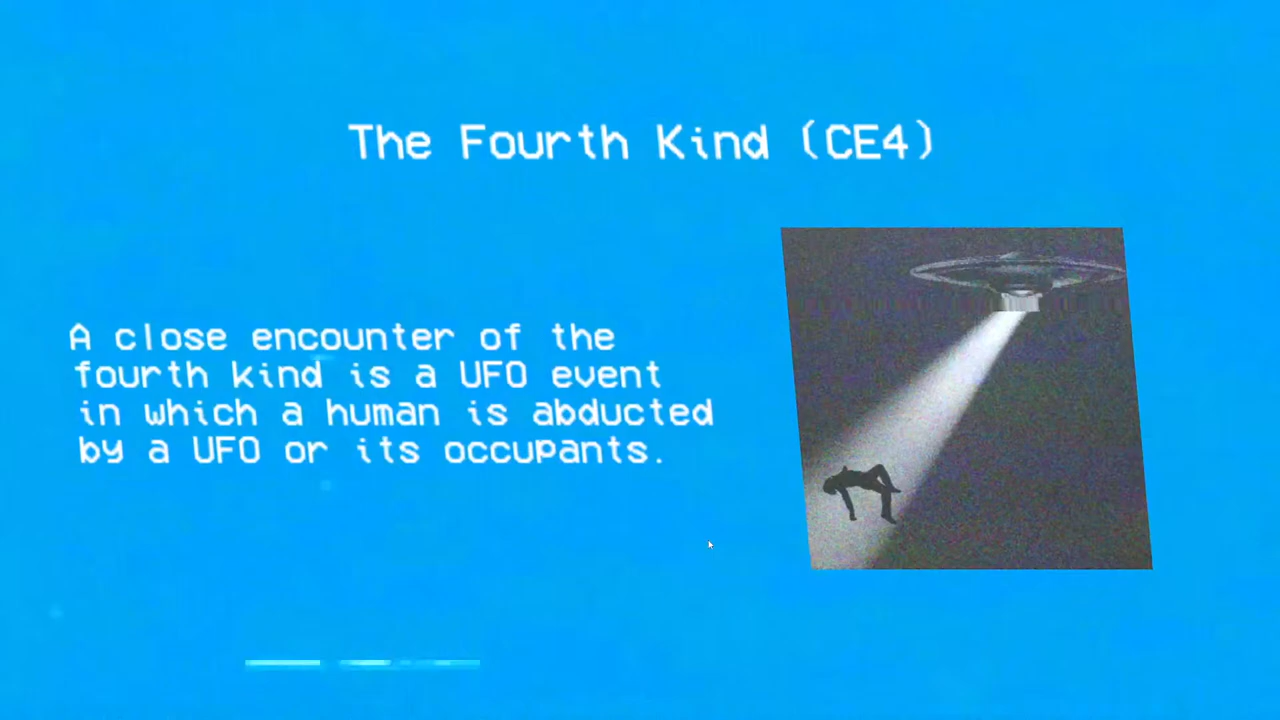 The Fourth Kind (CE4)
A close encounter of the
fourth kind is a UFO event
in which a human is abducted
by a UFO or its occupants.